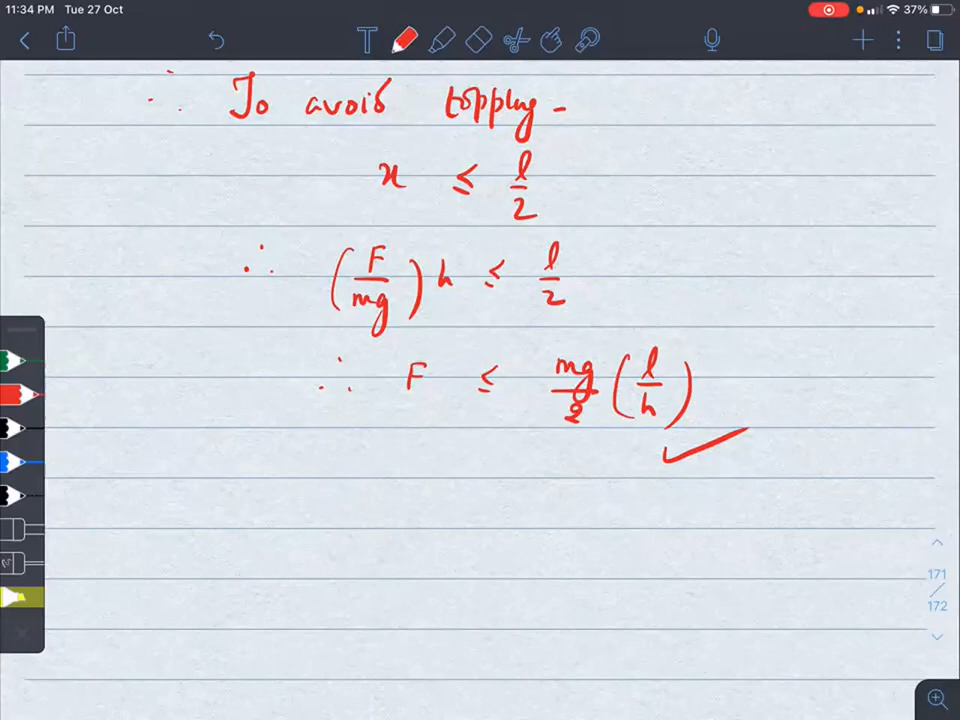 11:34 PM Tue 27 Oct 37%
T
∴ To avoid toppling -
x ≤ l/2
∴ (F/mg) h ≤ l/2
∴ F ≤ mg/2 (l/h)
171
/
172